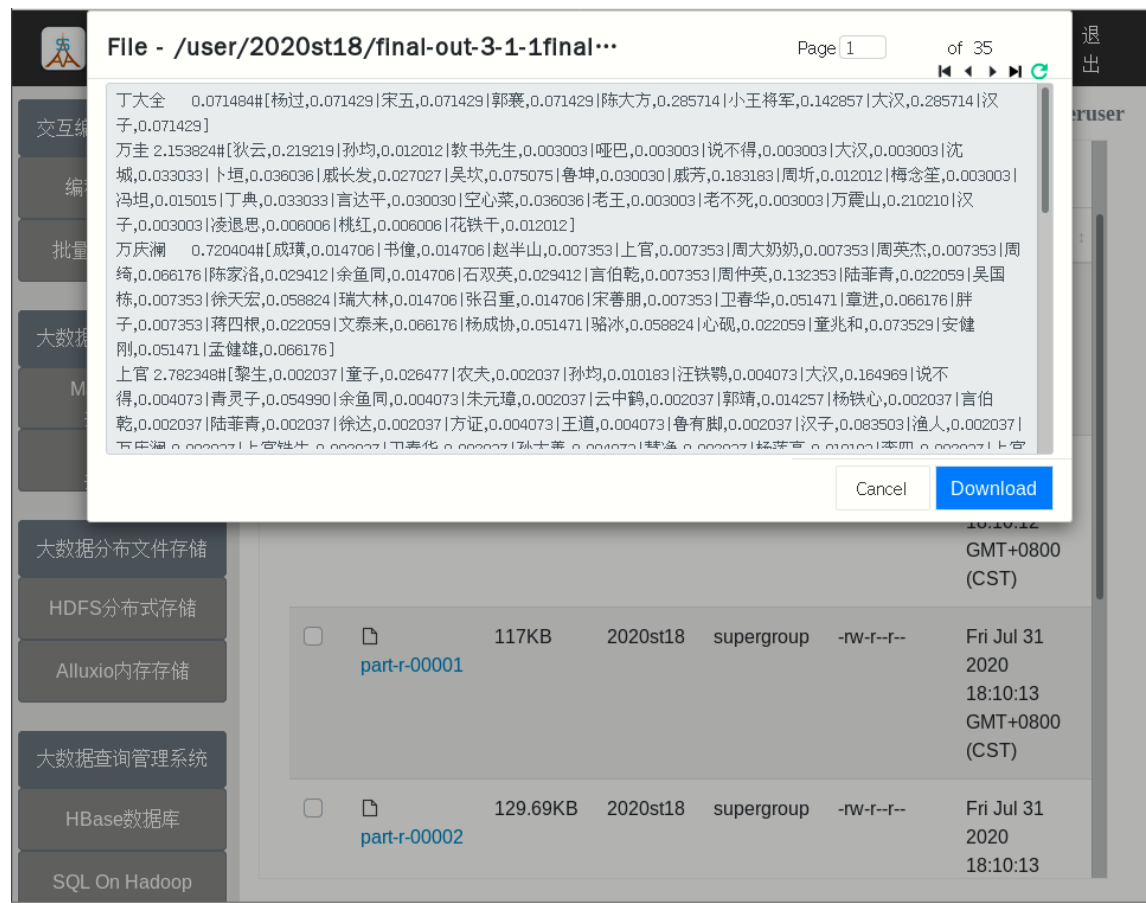 File - /user/2020st18/final-out-3-1-1final…
Page 1 of 35
退
出
丁大全 0.071484#[杨过,0.071429|宋五,0.071429|郭襄,0.071429|陈大方,0.285714|小王将军,0.142857|大汉,0.285714|汉
子,0.071429]
万圭 2.153824#[狄云,0.219219|孙均,0.012012|教书先生,0.003003|哑巴,0.003003|说不得,0.003003|大汉,0.003003|沈
城,0.033033|卜垣,0.036036|戚长发,0.027027|吴坎,0.075075|鲁坤,0.030030|戚芳,0.183183|周圻,0.012012|梅念笙,0.003003|
冯坦,0.015015|丁典,0.033033|言达平,0.030030|空心菜,0.036036|老王,0.003003|老不死,0.003003|万震山,0.210210|汉
子,0.003003|凌退思,0.006006|桃红,0.006006|花铁干,0.012012]
万庆澜 0.720404#[成璜,0.014706|书僮,0.014706|赵半山,0.007353|上官,0.007353|周大奶奶,0.007353|周英杰,0.007353|周
绮,0.066176|陈家洛,0.029412|余鱼同,0.014706|石双英,0.029412|言伯乾,0.007353|周仲英,0.132353|陆菲青,0.022059|吴国
栋,0.007353|徐天宏,0.058824|瑞大林,0.014706|张召重,0.014706|宋善朋,0.007353|卫春华,0.051471|章进,0.066176|胖
子,0.007353|蒋四根,0.022059|文泰来,0.066176|杨成协,0.051471|骆冰,0.058824|心砚,0.022059|童兆和,0.073529|安健
刚,0.051471|孟健雄,0.066176]
上官 2.782348#[黎生,0.002037|童子,0.026477|农夫,0.002037|孙均,0.010183|汪铁鹗,0.004073|大汉,0.164969|说不
得,0.004073|青灵子,0.054990|余鱼同,0.004073|朱元璋,0.002037|云中鹤,0.002037|郭靖,0.014257|杨铁心,0.002037|言伯
乾,0.002037|陆菲青,0.002037|徐达,0.002037|方证,0.004073|王道,0.004073|鲁有脚,0.002037|汉子,0.083503|渔人,0.002037|
Cancel
Download
eruser
交互编
编程
批量
大数据
M
大数据分布文件存储
HDFS分布式存储
Alluxio内存存储
大数据查询管理系统
HBase数据库
SQL On Hadoop
18:10:12
GMT+0800
(CST)
part-r-00001 117KB 2020st18 supergroup -rw-r--r-- Fri Jul 31
2020
18:10:13
GMT+0800
(CST)
part-r-00002 129.69KB 2020st18 supergroup -rw-r--r-- Fri Jul 31
2020
18:10:13